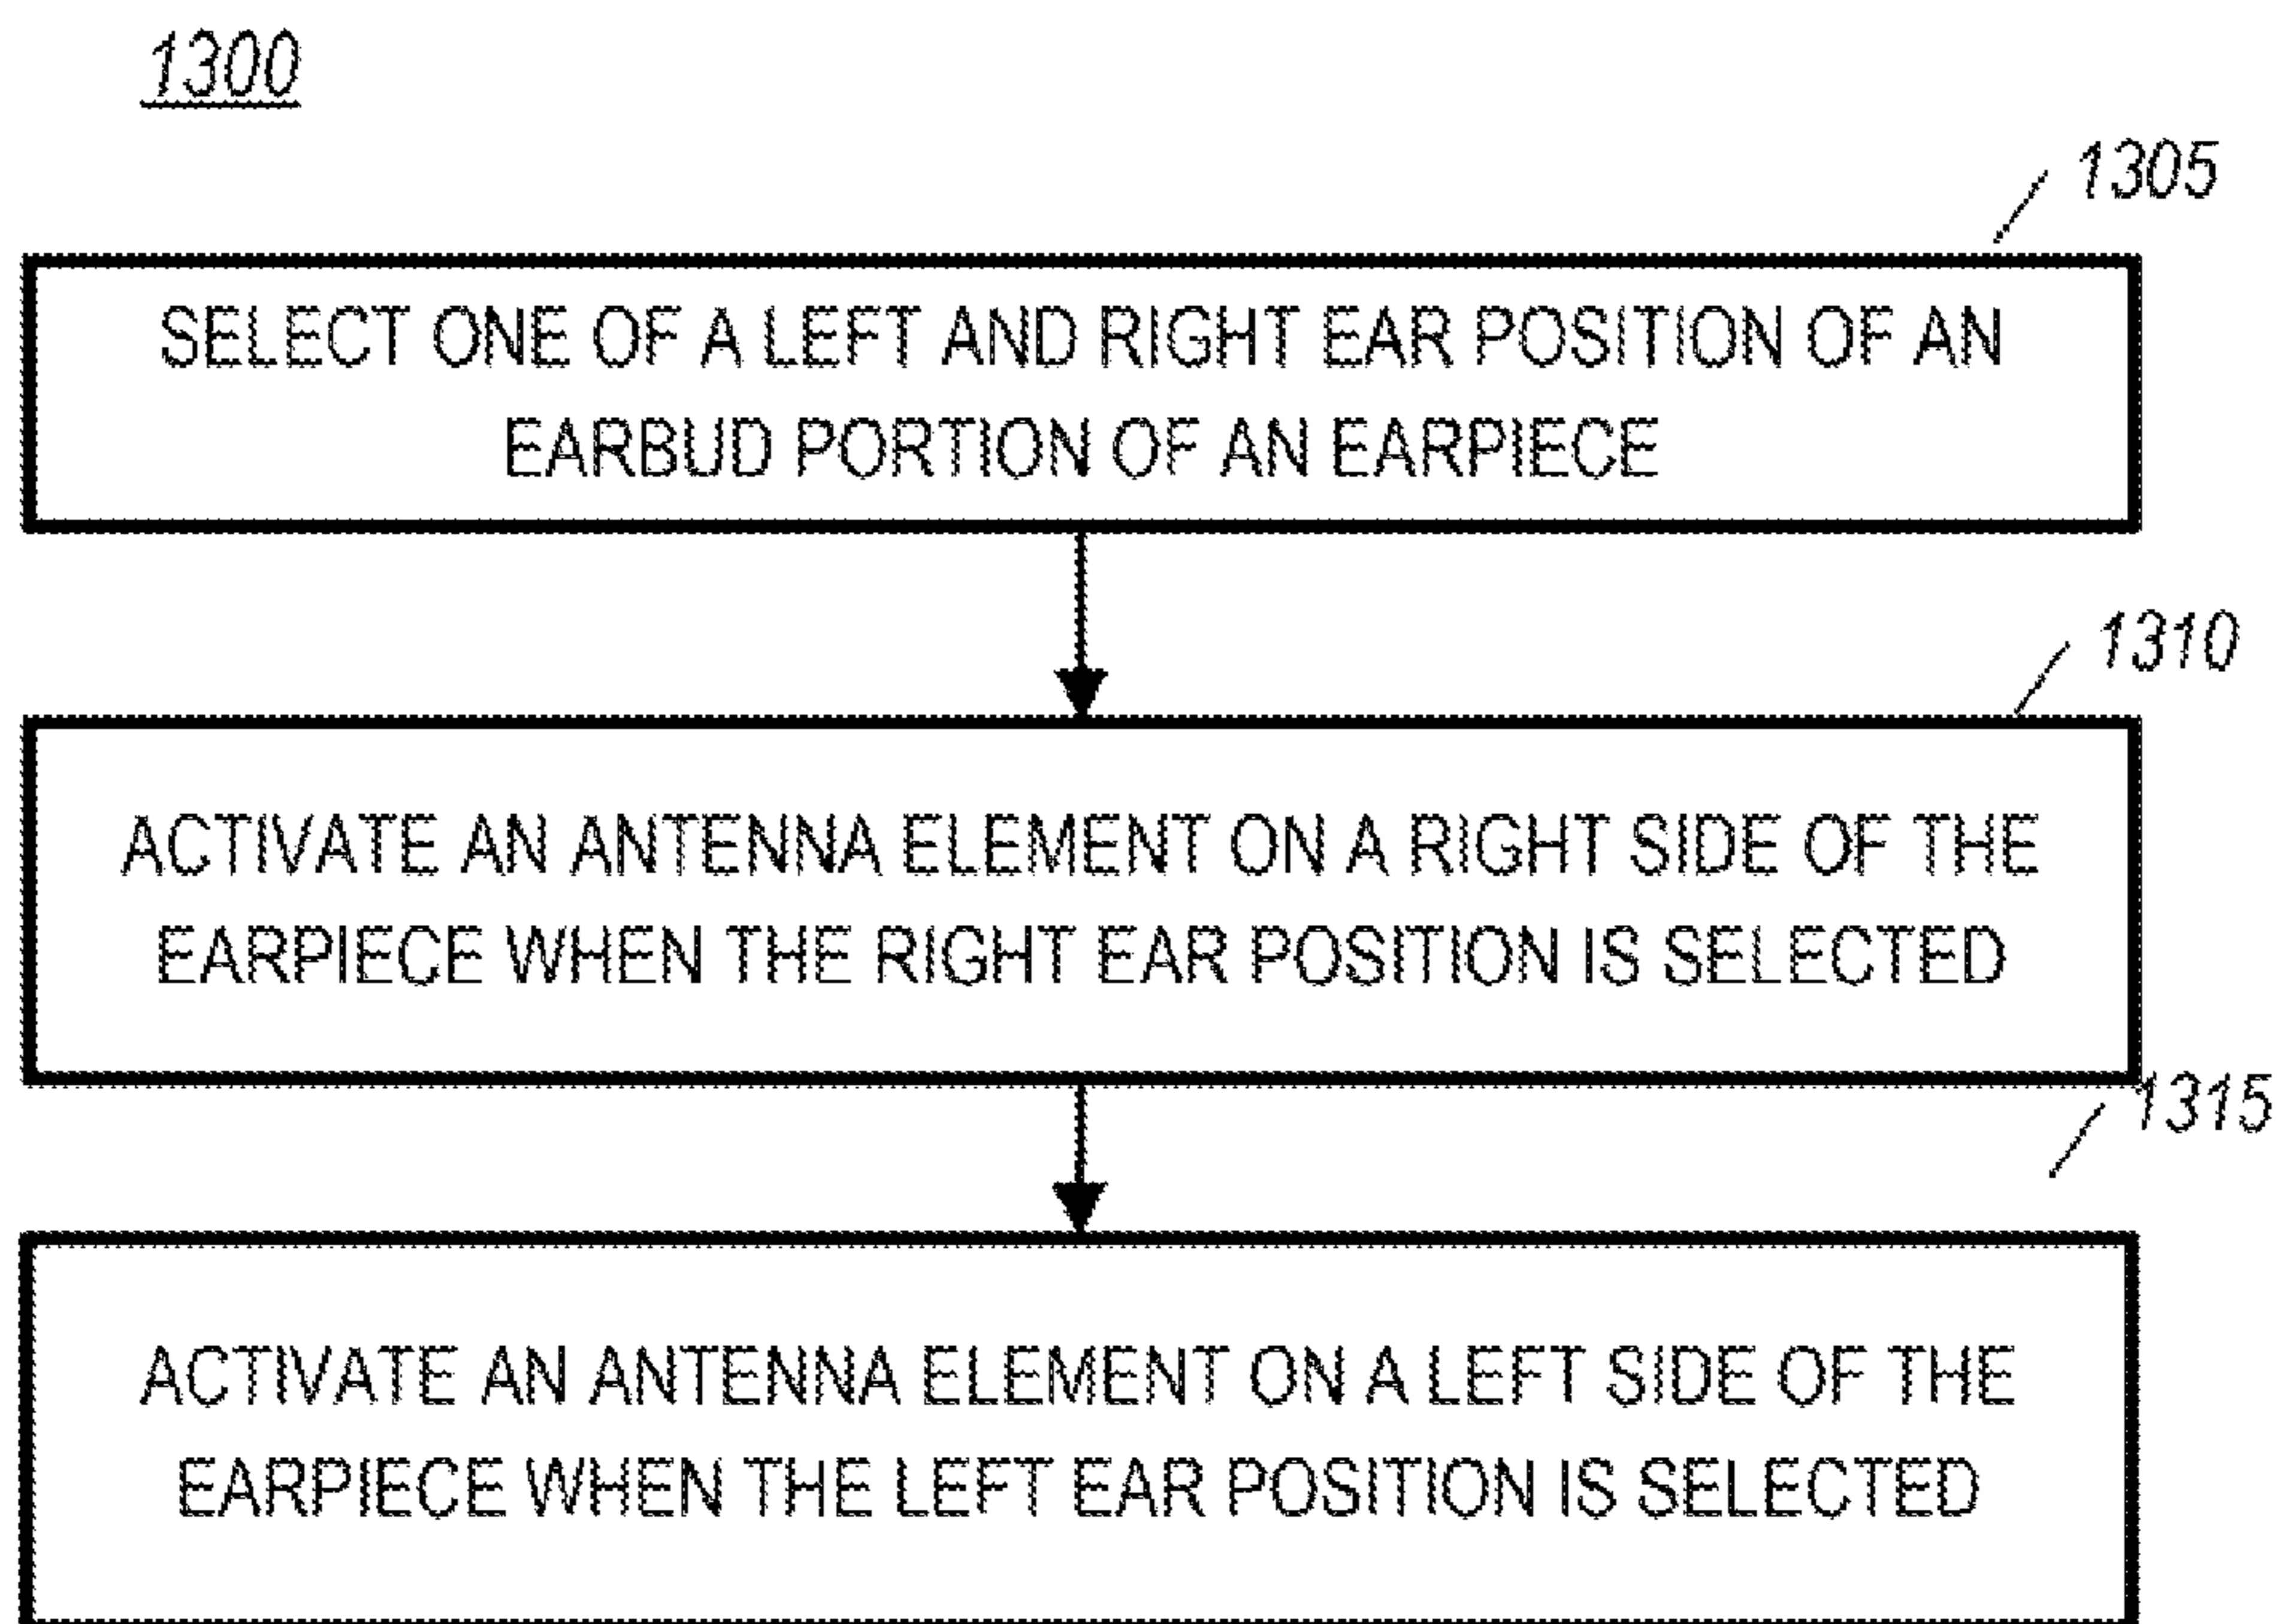 1300
1305
SELECT ONE OF A LEFT AND RIGHT EAR POSITION OF AN
EARBUD PORTION OF AN EARPIECE
1310
ACTIVATE AN ANTENNA ELEMENT ON A RIGHT SIDE OF THE
EARPIECE WHEN THE RIGHT EAR POSITION IS SELECTED
1315
ACTIVATE AN ANTENNA ELEMENT ON A LEFT SIDE OF THE
EARPIECE WHEN THE LEFT EAR POSITION IS SELECTED